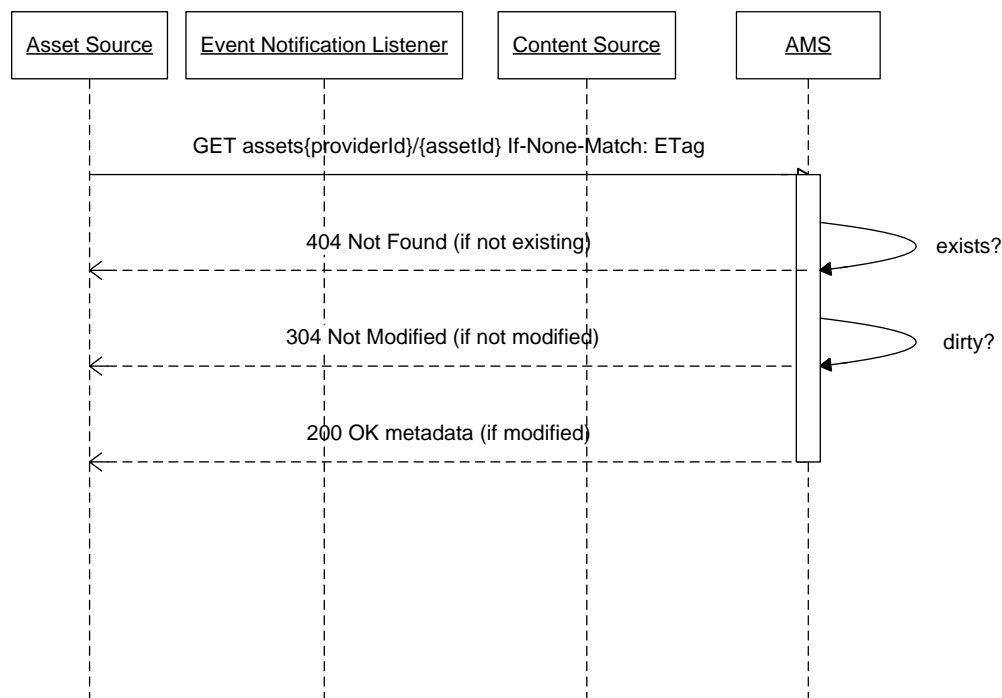 Asset Source
Event Notification Listener
Content Source
AMS
GET assets{providerId}/{assetId} If-None-Match: ETag
404 Not Found (if not existing)
exists?
304 Not Modified (if not modified)
dirty?
200 OK metadata (if modified)